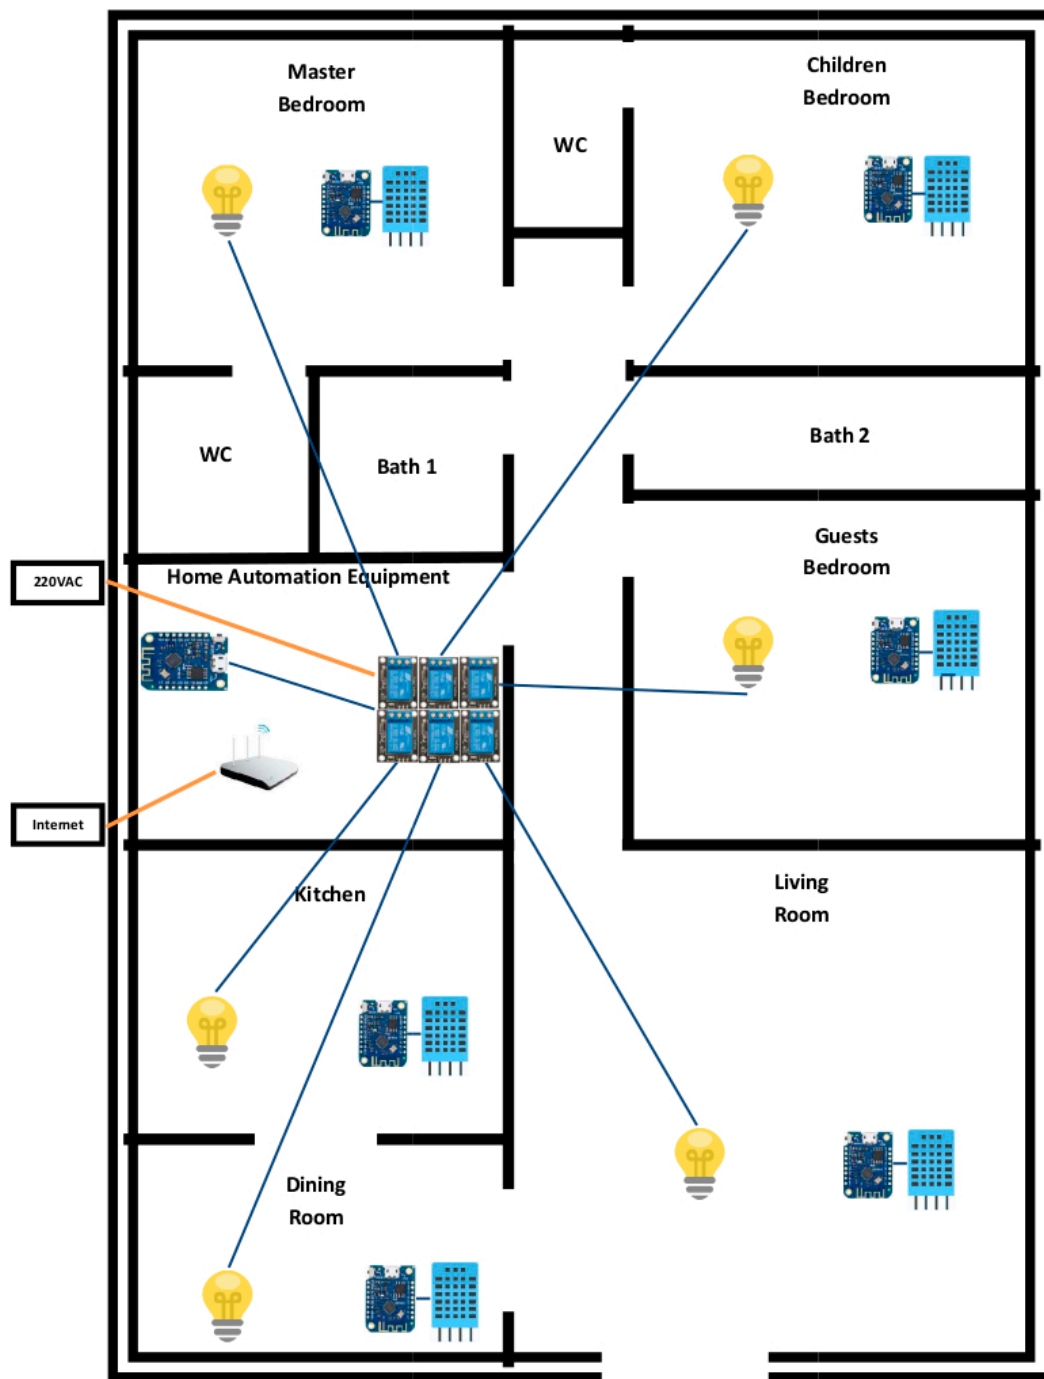 Master
Bedroom
Children
Bedroom
WC
WC
Bath 1
Bath 2
Guests
Bedroom
220VAC
Home Automation Equipment
Internet
Kitchen
Living
Room
Dining
Room